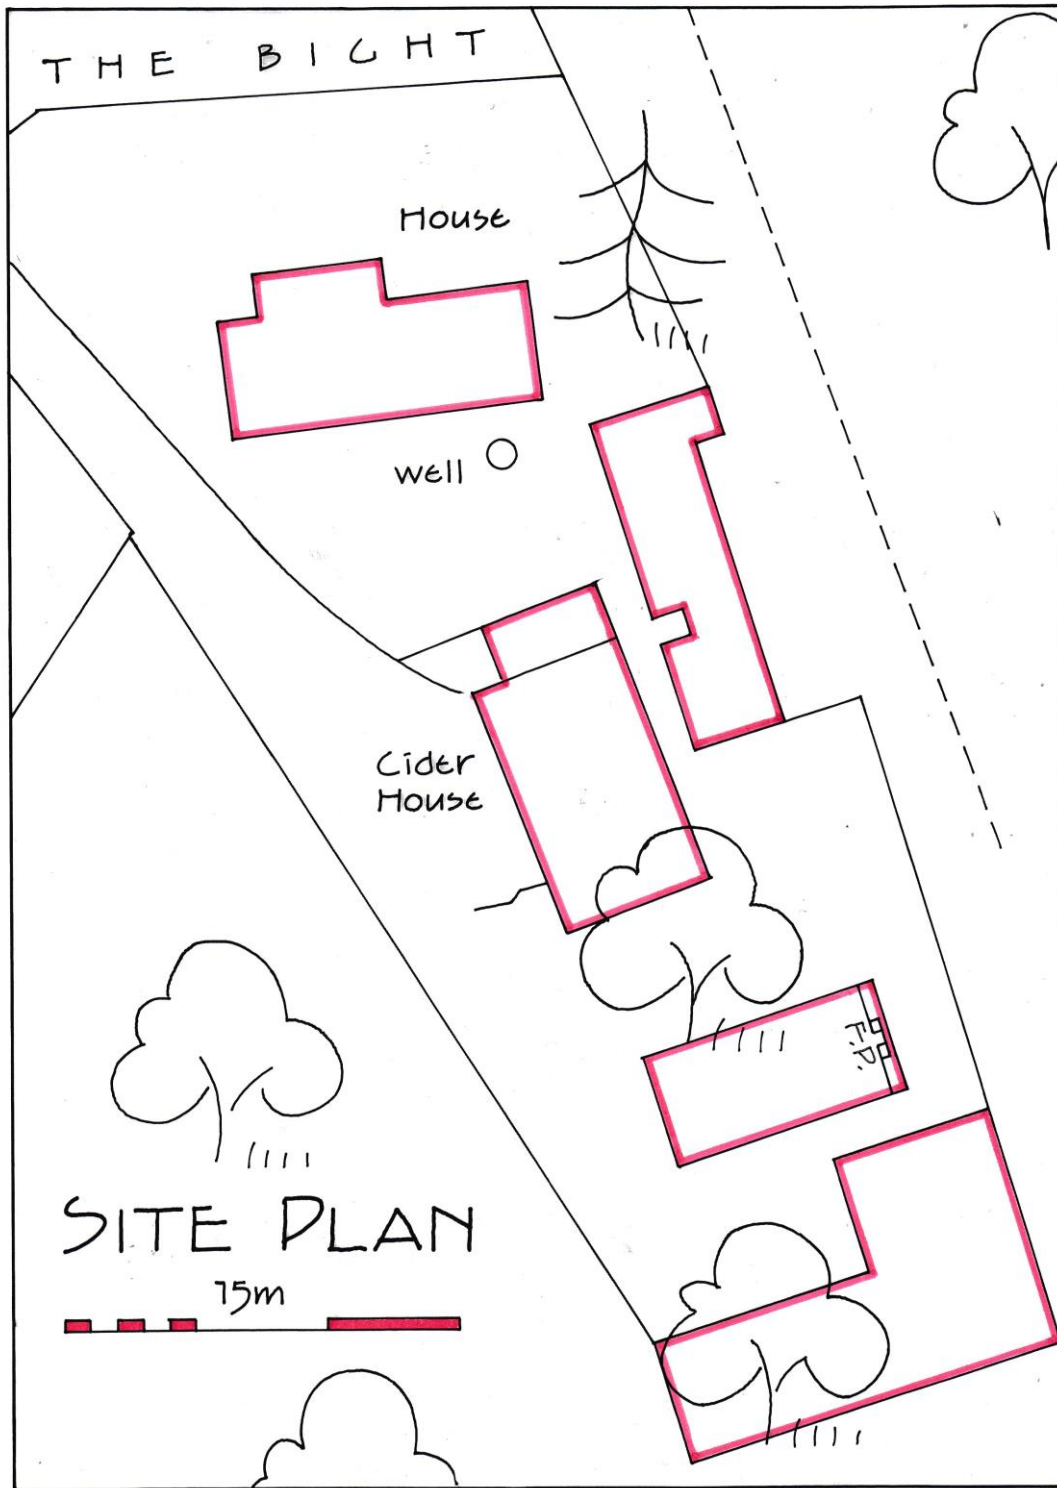 THE BIGHT
House
well
Cider
House
F.P.
SITE PLAN
15m